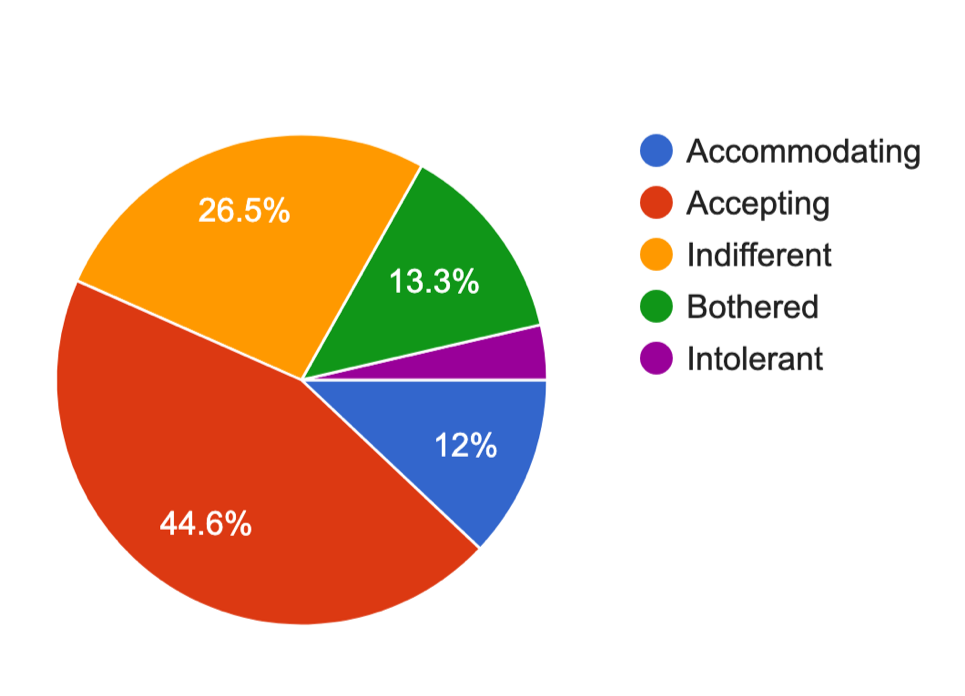 Accommodating
Accepting
Indifferent
Bothered
Intolerant
26.5%
13.3%
12%
44.6%